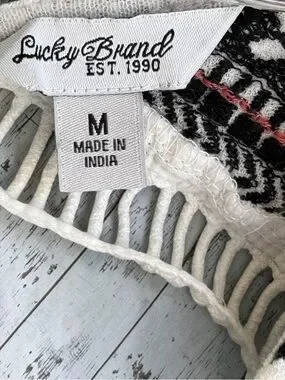 Lucky Brand
EST. 1990
M
MADE IN
INDIA